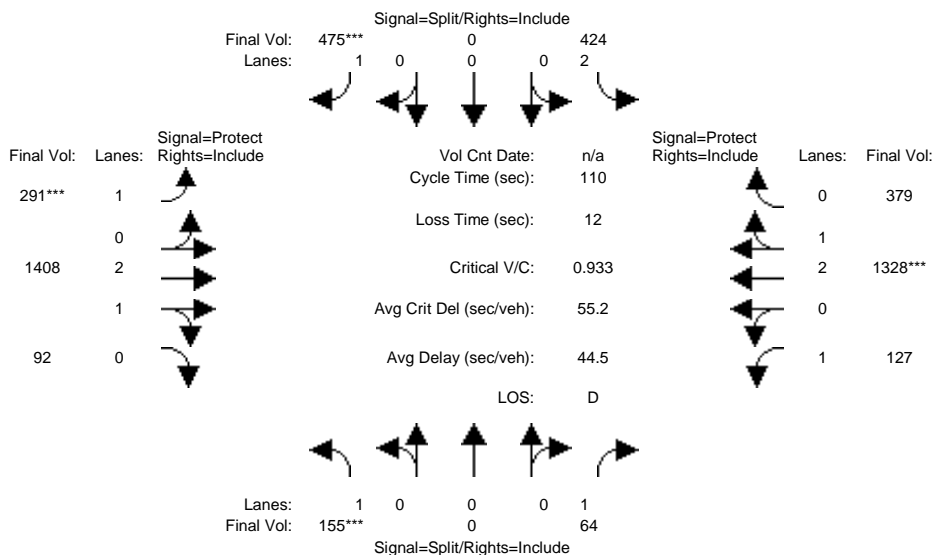 Signal=Split/Rights=Include
Final Vol: 475*** 0 424
Lanes: 1 0 0 0 2
Signal=Protect
Final Vol: Lanes: Rights=Include
Vol Cnt Date: n/a
Signal=Protect
Rights=Include Lanes: Final Vol:
Cycle Time (sec): 110
291*** 1
0 379
Loss Time (sec): 12
0
1
1408 2
Critical V/C: 0.933
2 1328***
1
Avg Crit Del (sec/veh): 55.2
0
92 0
Avg Delay (sec/veh): 44.5
1 127
LOS: D
Lanes: 1 0 0 0 1
Final Vol: 155*** 0 64
Signal=Split/Rights=Include